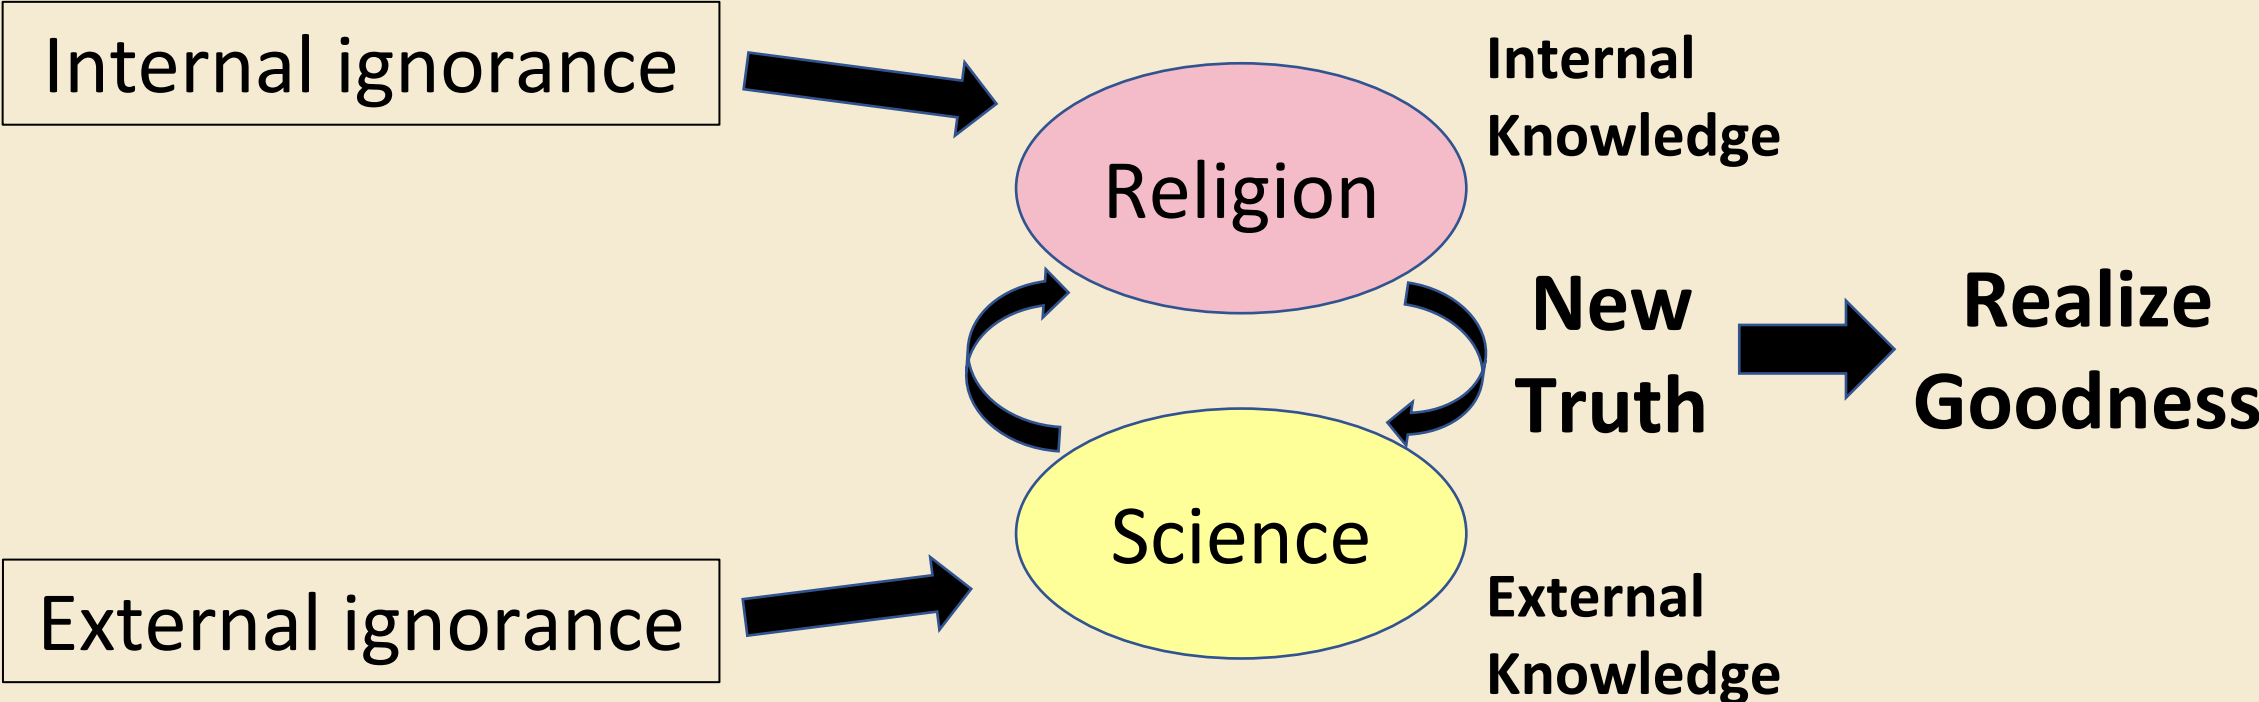 Internal ignorance
Religion
Internal
Knowledge
New
Truth
Realize
Goodness
Science
External ignorance
External
Knowledge